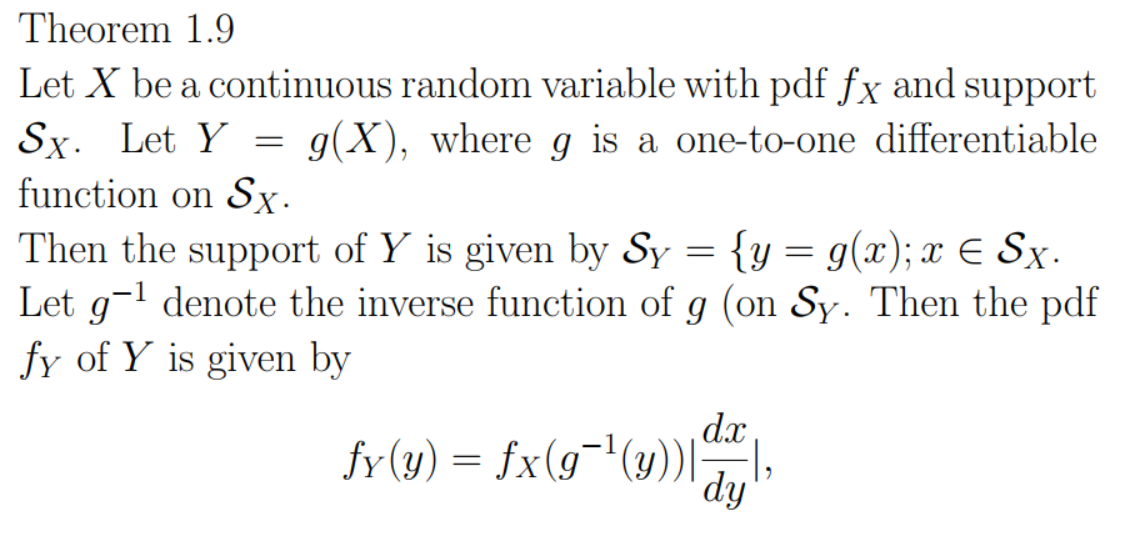 Theorem 1.9
Let X be a continuous random variable with pdf f_X and support
𝒮_X. Let Y = g(X), where g is a one-to-one differentiable
function on 𝒮_X.
Then the support of Y is given by 𝒮_Y = {y = g(x); x ∈ 𝒮_X.
Let g⁻¹ denote the inverse function of g (on 𝒮_Y. Then the pdf
f_Y of Y is given by
f_Y(y) = f_X(g⁻¹(y))|dx/dy|,